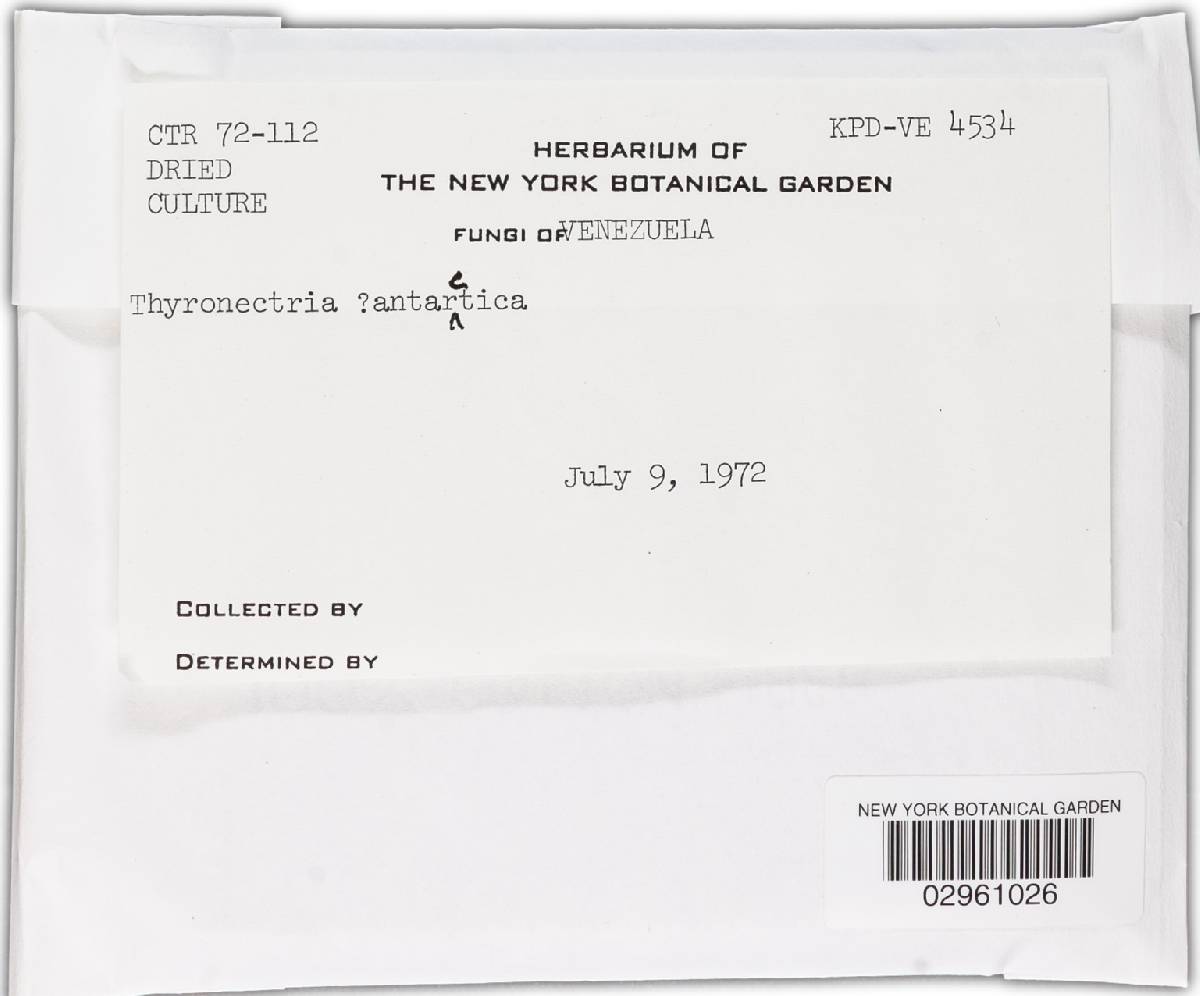 CTR 72-112
DRIED
CULTURE
KPD-VE 4534
HERBARIUM OF
THE NEW YORK BOTANICAL GARDEN
FUNGI OF VENEZUELA
Thyronectria ?antarctica
July 9, 1972
COLLECTED BY
DETERMINED BY
NEW YORK BOTANICAL GARDEN
02961026